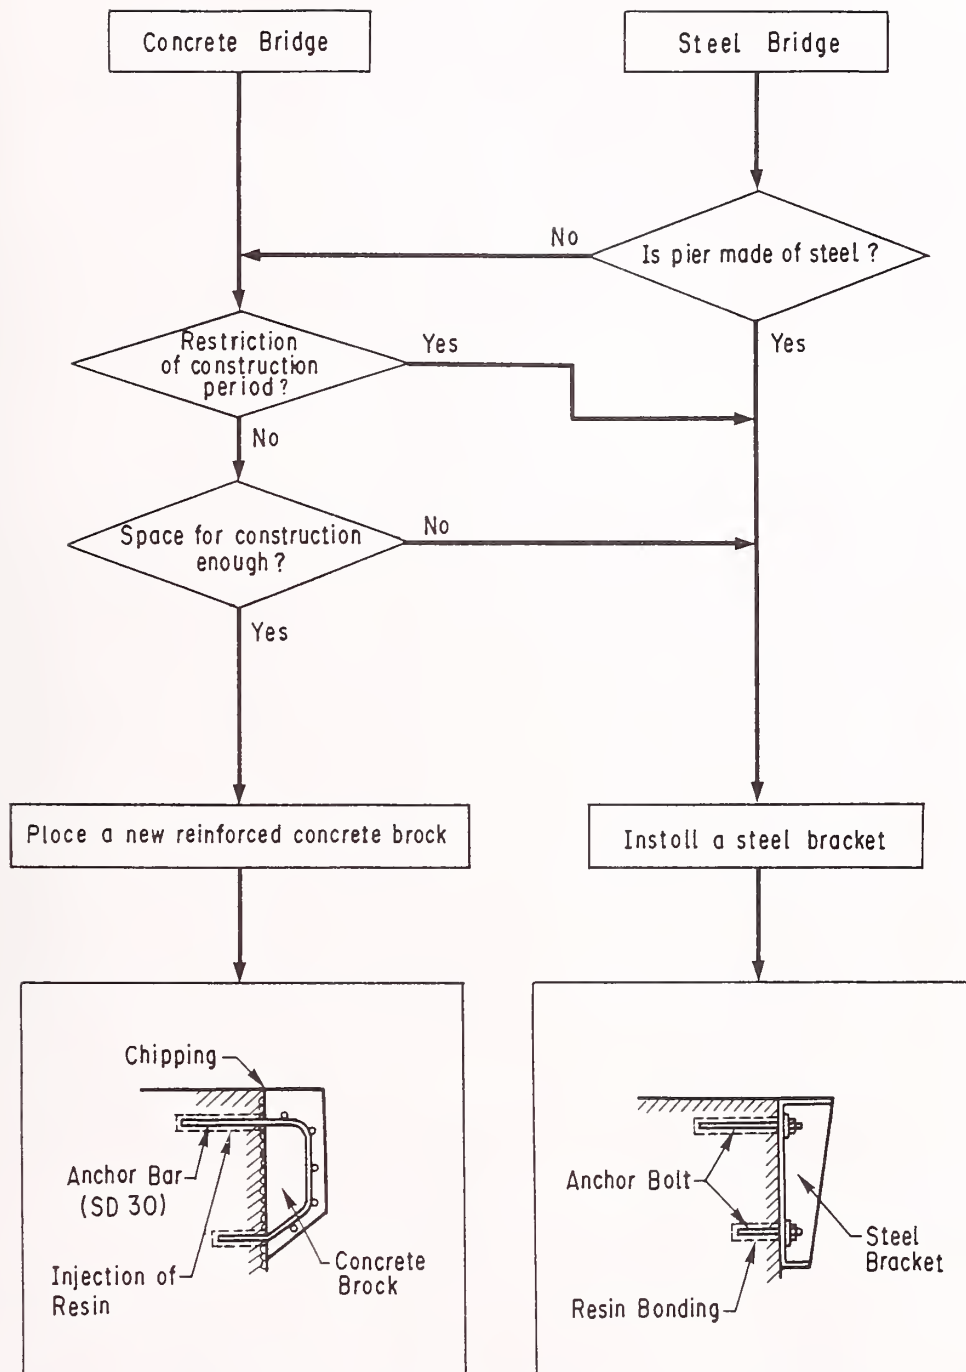 Concrete Bridge
Steel Bridge
Is pier made of steel ?
No
Yes
Restriction
of construction
period ?
Yes
No
Space for construction
enough ?
No
Yes
Ploce a new reinforced concrete brock
Instoll a steel bracket
Chipping
Anchor Bar
(SD 30)
Injection of
Resin
Concrete
Brock
Anchor Bolt
Steel
Bracket
Resin Bonding